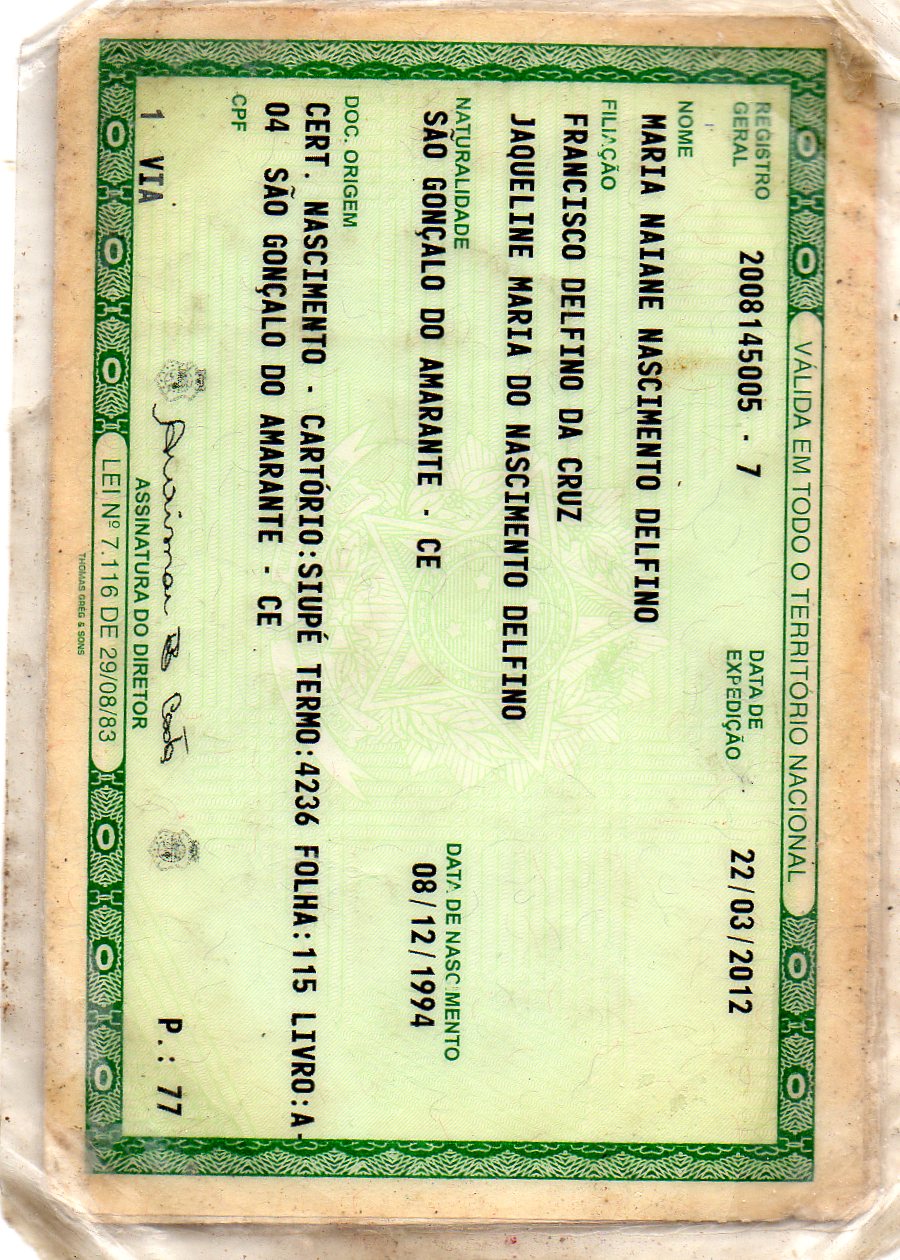 VÁLIDA EM TODO O TERRITÓRIO NACIONAL
REGISTRO GERAL 2008145005 - 7 DATA DE EXPEDIÇÃO 22/03/2012
NOME
MARIA NAIANE NASCIMENTO DELFINO
FILIAÇÃO
FRANCISCO DELFINO DA CRUZ
JAQUELINE MARIA DO NASCIMENTO DELFINO
NATURALIDADE DATA DE NASCIMENTO
SÃO GONÇALO DO AMARANTE - CE 08/12/1994
DOC. ORIGEM
CERT. NASCIMENTO - CARTÓRIO:SIUPÉ TERMO:4236 FOLHA:115 LIVRO:A-
04 SÃO GONÇALO DO AMARANTE - CE
CPF
1 VIA P.: 77
ASSINATURA DO DIRETOR
LEI Nº 7.116 DE 29/08/83
THOMAS GREG & SONS